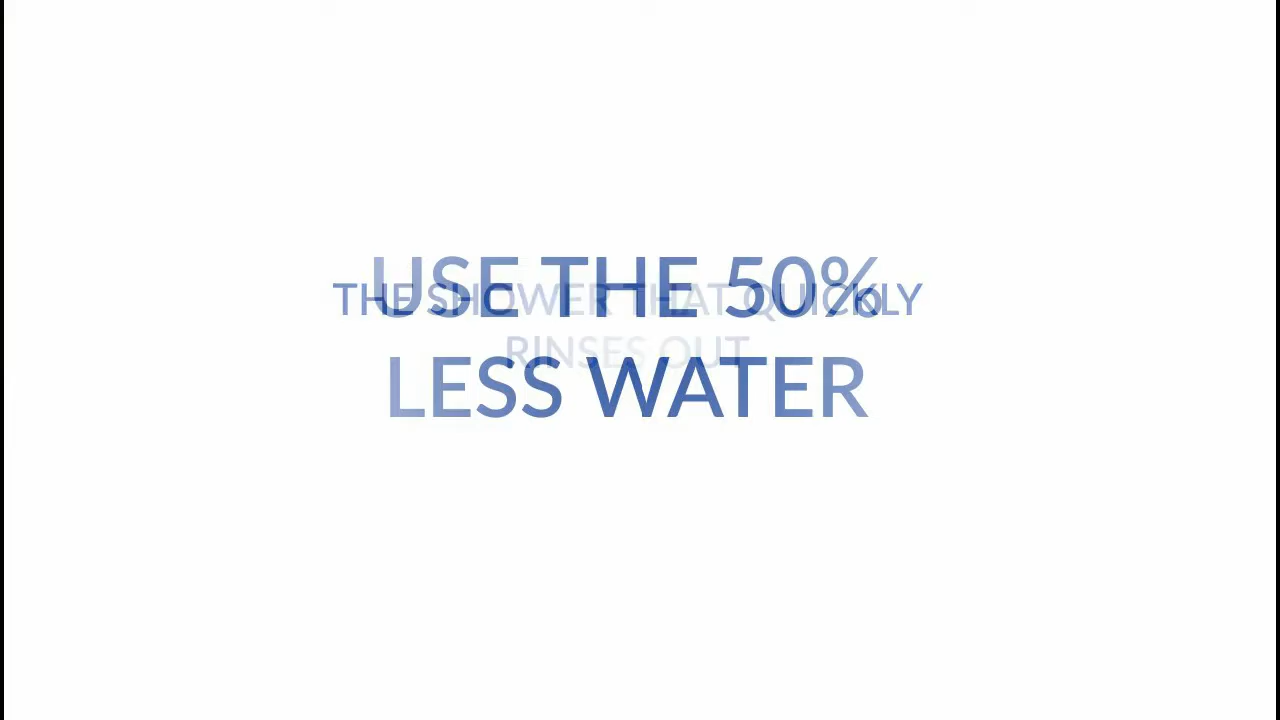 USE THE 50%
THE SHOWER THAT QUICKLY
RINSES OUT
LESS WATER